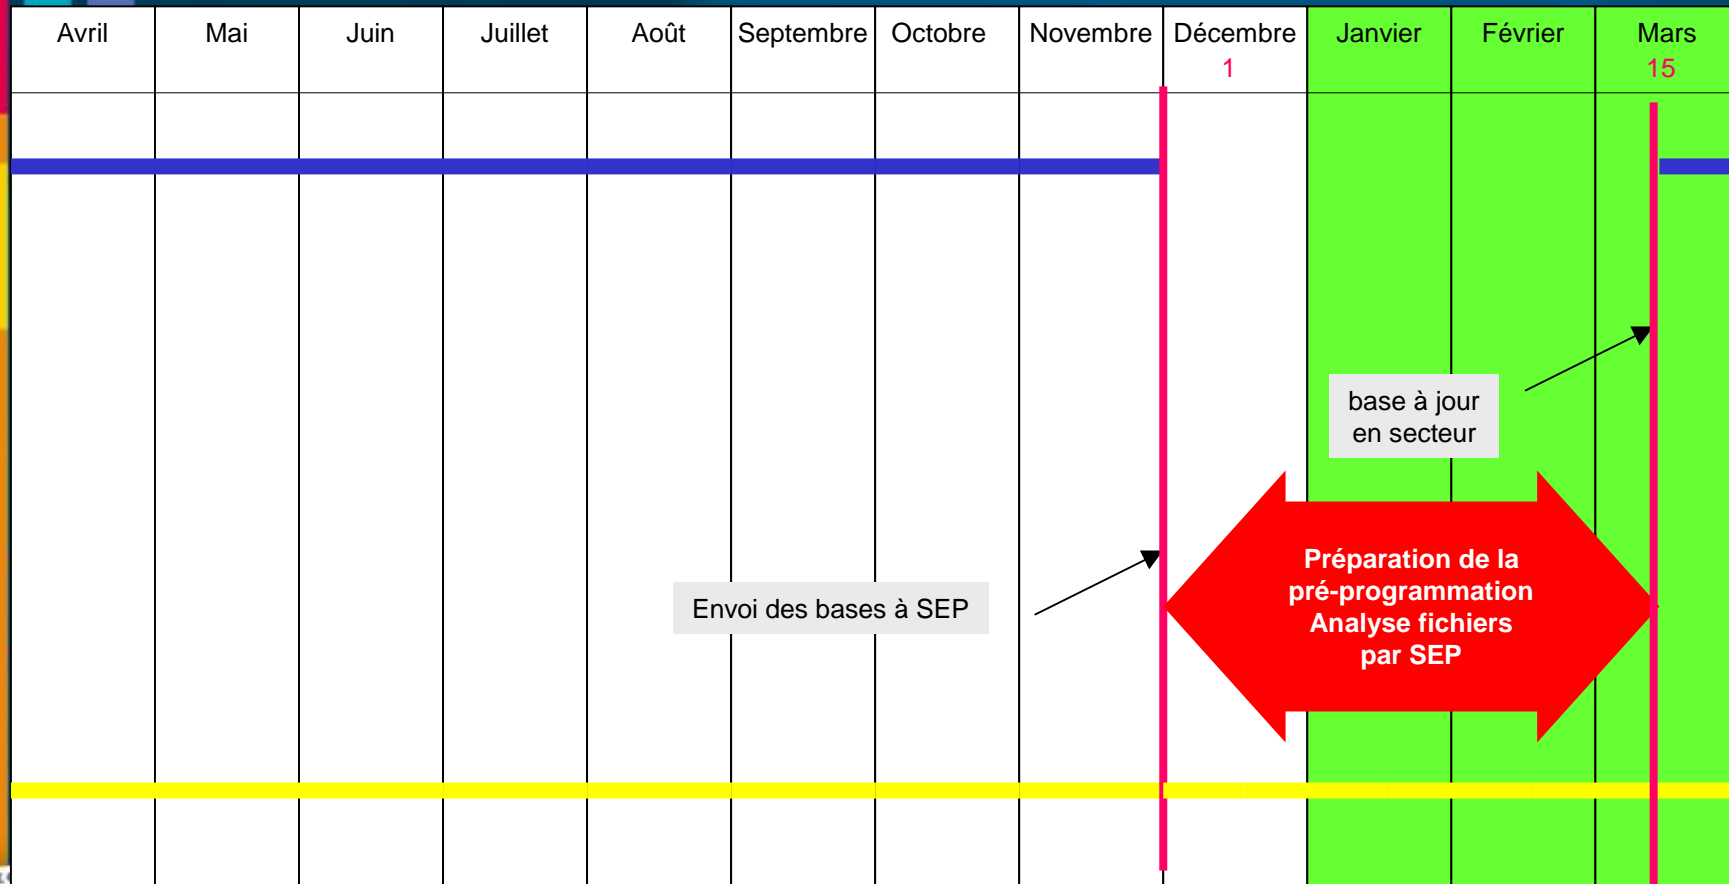 Avril Mai Juin Juillet Août Septembre Octobre Novembre Décembre Janvier Février Mars
1 15
base à jour
en secteur
Préparation de la
pré-programmation
Analyse fichiers
par SEP
Envoi des bases à SEP